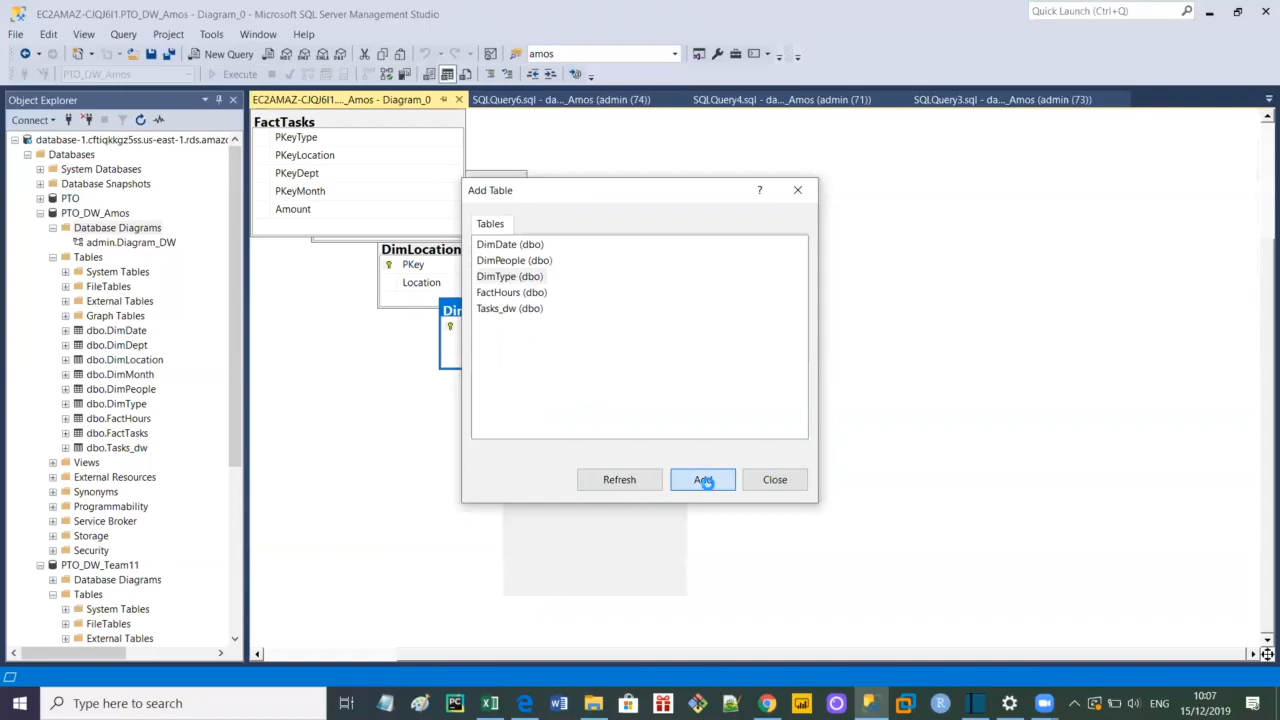 EC2AMAZ-CJQJ6I1.PTO_DW_Amos - Diagram_0 - Microsoft SQL Server Management Studio
Quick Launch (Ctrl+Q)
File Edit View Query Project Tools Window Help
New Query
amos
PTO_DW_Amos
Execute
Object Explorer
EC2AMAZ-CJQJ6I1...._Amos - Diagram_0
SQLQuery6.sql - da..._Amos (admin (74))
SQLQuery4.sql - da..._Amos (admin (71))
SQLQuery3.sql - da..._Amos (admin (73))
Connect
database-1.cftiqkkgz5ss.us-east-1.rds.amazo
Databases
System Databases
Database Snapshots
PTO
PTO_DW_Amos
Database Diagrams
admin.Diagram_DW
Tables
System Tables
FileTables
External Tables
Graph Tables
dbo.DimDate
dbo.DimDept
dbo.DimLocation
dbo.DimMonth
dbo.DimPeople
dbo.DimType
dbo.FactHours
dbo.FactTasks
dbo.Tasks_dw
Views
External Resources
Synonyms
Programmability
Service Broker
Storage
Security
PTO_DW_Team11
Database Diagrams
Tables
System Tables
FileTables
External Tables
FactTasks
PKeyType
PKeyLocation
PKeyDept
PKeyMonth
Amount
DimLocation
PKey
Location
Add Table
?
Tables
DimDate (dbo)
DimPeople (dbo)
DimType (dbo)
FactHours (dbo)
Tasks_dw (dbo)
Refresh
Add
Close
Type here to search
ENG
10:07
15/12/2019